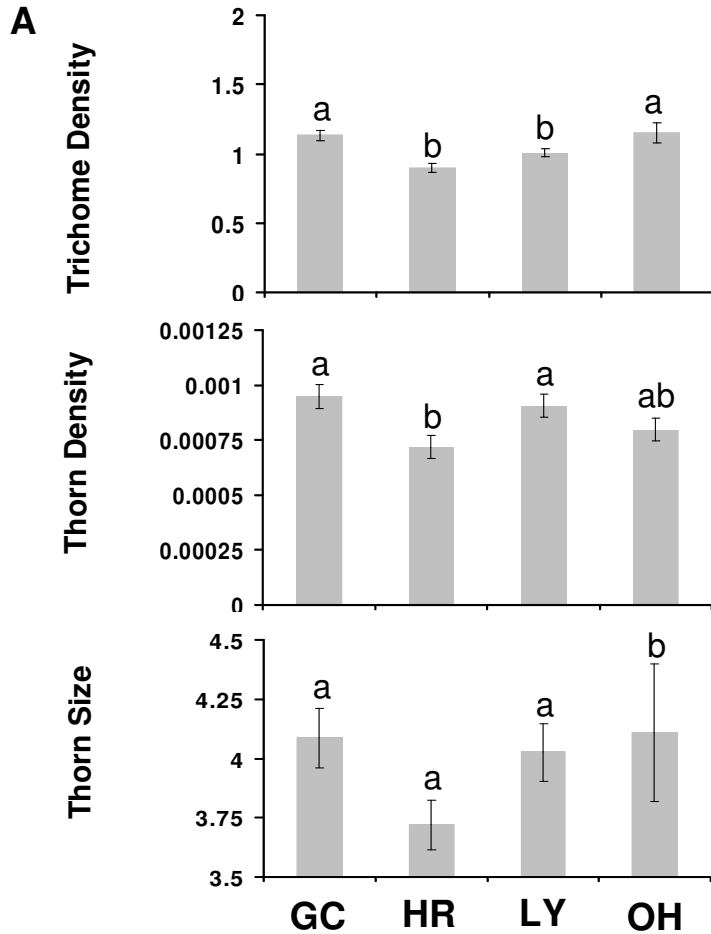 A
Trichome Density
2
1.5
1
0.5
0
a
b
b
a
Thorn Density
0.00125
0.001
0.00075
0.0005
0.00025
0
a
b
a
ab
Thorn Size
4.5
4.25
4
3.75
3.5
a
a
a
b
GC HR LY OH